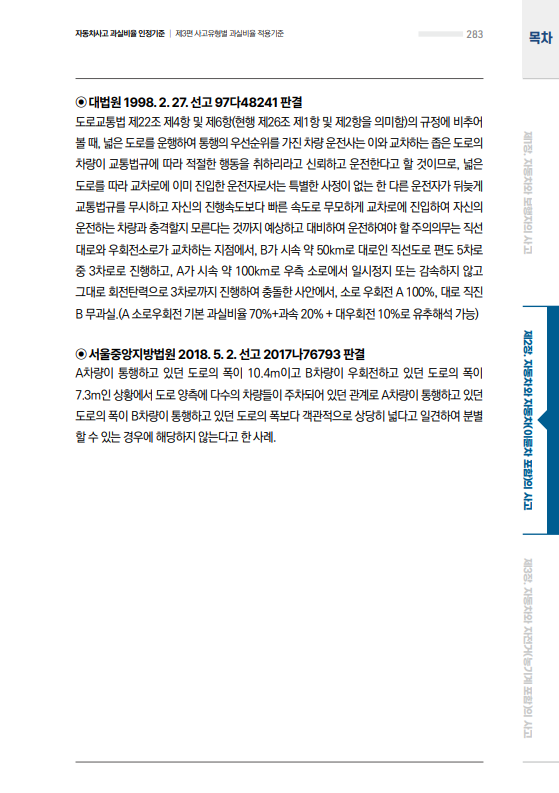 자동차사고 과실비율 인정기준 | 제3편 사고유형별 과실비율 적용기준
283
목차
◉ 대법원 1998. 2. 27. 선고 97다48241 판결
도로교통법 제22조 제4항 및 제6항(현행 제26조 제1항 및 제2항을 의미함)의 규정에 비추어
볼 때, 넓은 도로를 운행하여 통행의 우선순위를 가진 차량 운전사는 이와 교차하는 좁은 도로의
차량이 교통법규에 따라 적절한 행동을 취하리라고 신뢰하고 운전한다고 할 것이므로, 넓은
도로를 따라 교차로에 이미 진입한 운전자로서는 특별한 사정이 없는 한 다른 운전자가 뒤늦게
교통법규를 무시하고 자신의 진행속도보다 빠른 속도로 무모하게 교차로에 진입하여 자신의
운전하는 차량과 충격할지 모른다는 것까지 예상하고 대비하여 운전하여야 할 주의의무는 직선
대로와 우회전소로가 교차하는 지점에서, B가 시속 약 50km로 대로인 직선도로 편도 5차로
중 3차로로 진행하고, A가 시속 약 100km로 우측 소로에서 일시정지 또는 감속하지 않고
그대로 회전탄력으로 3차로까지 진행하여 충돌한 사안에서, 소로 우회전 A 100%, 대로 직진
B 무과실.(A 소로우회전 기본 과실비율 70%+과속 20% + 대우회전 10%로 유추해석 가능)
◉ 서울중앙지방법원 2018. 5. 2. 선고 2017나76793 판결
A차량이 통행하고 있던 도로의 폭이 10.4m이고 B차량이 우회전하고 있던 도로의 폭이
7.3m인 상황에서 도로 양측에 다수의 차량들이 주차되어 있던 관계로 A차량이 통행하고 있던
도로의 폭이 B차량이 통행하고 있던 도로의 폭보다 객관적으로 상당히 넓다고 일견하여 분별
할 수 있는 경우에 해당하지 않는다고 한 사례.
제1장. 자동차와 보행자의 사고
제2장. 자동차와 자동차(이륜차 포함)의 사고
제3장. 자동차와 자전거(농기계 포함)의 사고